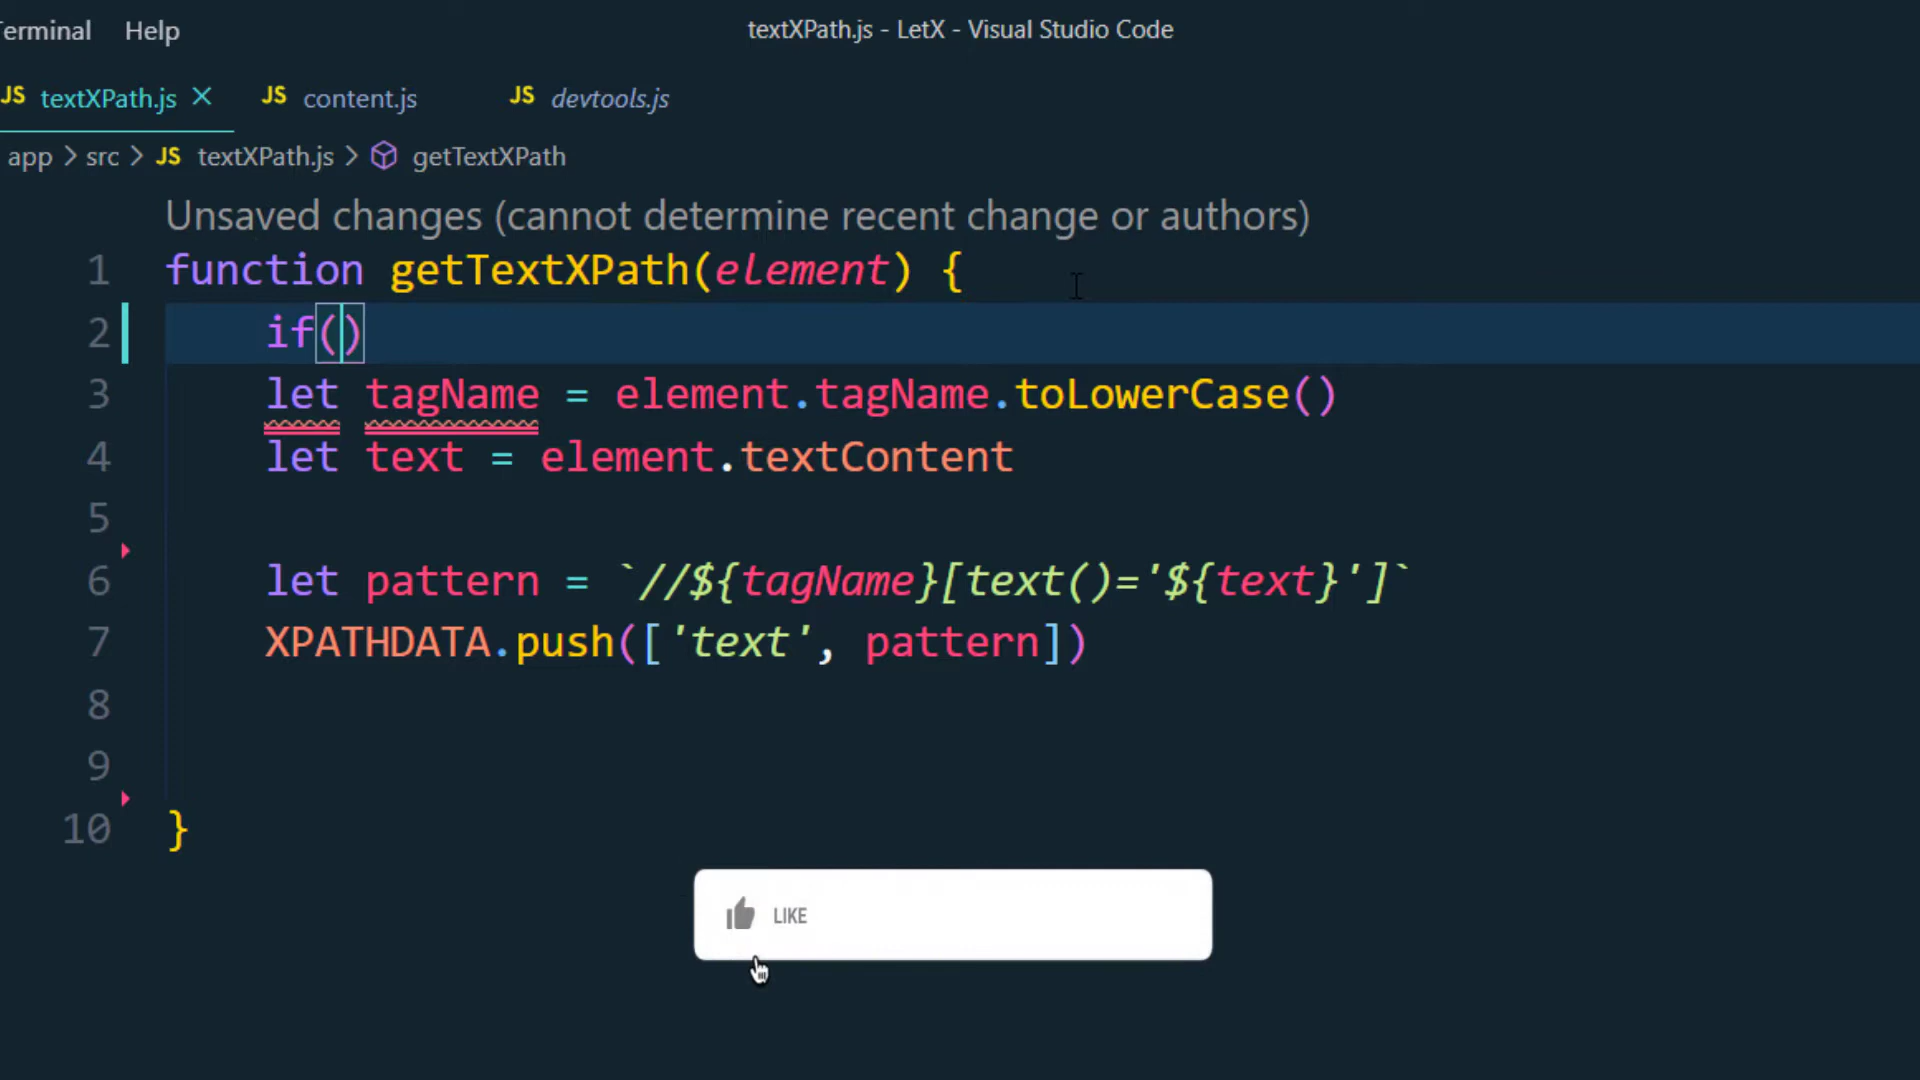 Terminal Help textXPath.js - LetX - Visual Studio Code
JS textXPath.js JS content.js JS devtools.js
app > src > JS textXPath.js > getTextXPath
Unsaved changes (cannot determine recent change or authors)
1 function getTextXPath(element) {
2 if()
3 let tagName = element.tagName.toLowerCase()
4 let text = element.textContent
5
6 let pattern = `//${tagName}[text()='${text}']`
7 XPATHDATA.push(['text', pattern])
8
9
10 }
LIKE